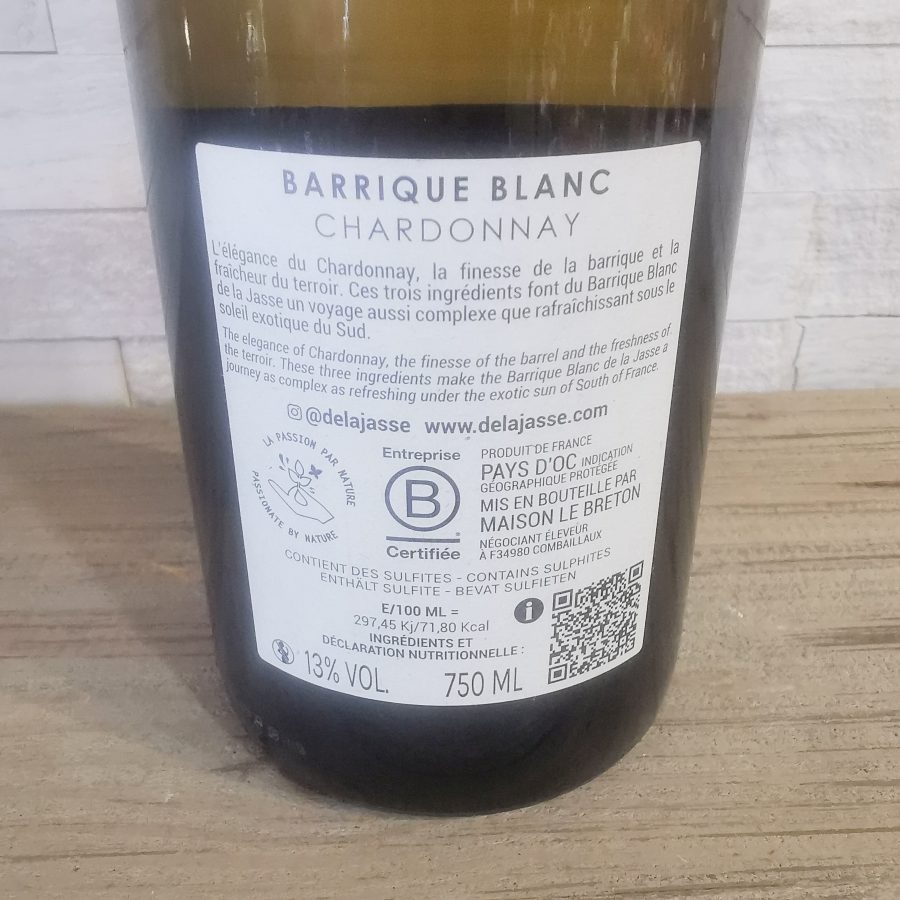 BARRIQUE BLANC
CHARDONNAY
L'élégance du Chardonnay, la finesse de la barrique et la
fraîcheur du terroir. Ces trois ingrédients font du Barrique Blanc
de la Jasse un voyage aussi complexe que rafraîchissant sous le
soleil exotique du Sud.
The elegance of Chardonnay, the finesse of the barrel and the freshness of
the terroir. These three ingredients make the Barrique Blanc de la Jasse a
journey as complex as refreshing under the exotic sun of South of France.
@delajasse www.delajasse.com
LA PASSION PAR NATURE
PASSIONATE BY NATURE
Entreprise
B
Certifiée
PRODUIT DE FRANCE
PAYS D'OC INDICATION
GÉOGRAPHIQUE PROTÉGÉE
MIS EN BOUTEILLE PAR
MAISON LE BRETON
NÉGOCIANT ÉLEVEUR
À F34980 COMBAILLAUX
CONTIENT DES SULFITES - CONTAINS SULPHITES
ENTHÄLT SULFITE - BEVAT SULFIETEN
E/100 ML =
297,45 Kj/71,80 Kcal
INGRÉDIENTS ET
DÉCLARATION NUTRITIONNELLE :
i
13% VOL.
750 ML